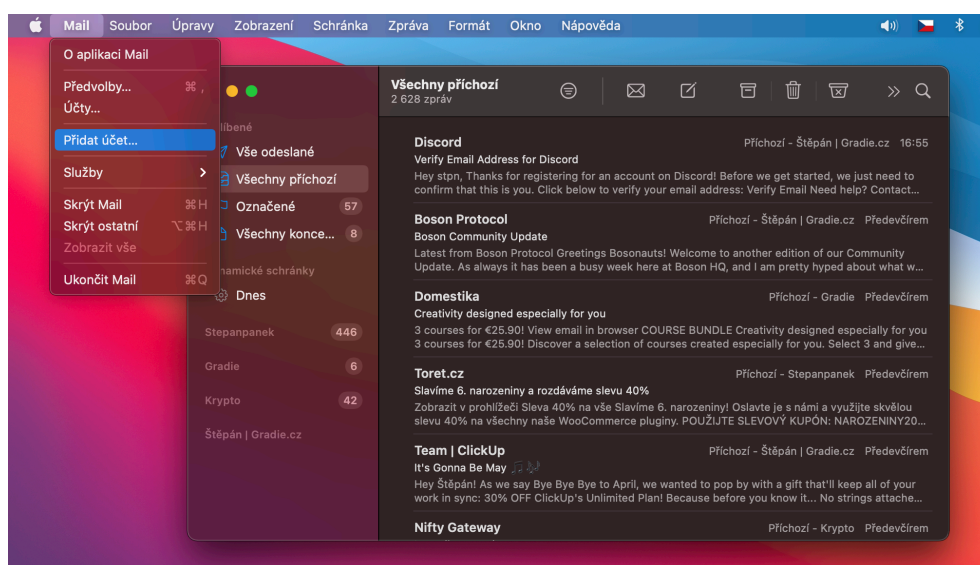 Mail Soubor Úpravy Zobrazení Schránka Zpráva Formát Okno Nápověda
O aplikaci Mail
Předvolby... ⌘ ,
Účty...
Přidat účet...
Služby
Skrýt Mail ⌘H
Skrýt ostatní ⌥⌘H
Zobrazit vše
Ukončit Mail ⌘Q
Vše odeslané
Všechny příchozí
Označené 57
Všechny konce... 8
Dnes
Stepanpanek 446
Gradie 6
Krypto 42
Štěpán | Gradie.cz
Všechny příchozí
2 628 zpráv
Discord Příchozí - Štěpán | Gradie.cz 16:55
Verify Email Address for Discord
Hey stpn, Thanks for registering for an account on Discord! Before we get started, we just need to
confirm that this is you. Click below to verify your email address: Verify Email Need help? Contact...
Boson Protocol Příchozí - Štěpán | Gradie.cz Předevčírem
Boson Community Update
Latest from Boson Protocol Greetings Bosonauts! Welcome to another edition of our Community
Update. As always it has been a busy week here at Boson HQ, and I am pretty hyped about what w...
Domestika Příchozí - Gradie Předevčírem
Creativity designed especially for you
3 courses for €25.90! View email in browser COURSE BUNDLE Creativity designed especially for you
3 courses for €25.90! Discover a selection of courses created especially for you. Select 3 and give...
Toret.cz Příchozí - Stepanpanek Předevčírem
Slavíme 6. narozeniny a rozdáváme slevu 40%
Zobrazit v prohlížeči Sleva 40% na vše Slavíme 6. narozeniny! Oslavte je s námi a využijte skvělou
slevu 40% na všechny naše WooCommerce pluginy. POUŽIJTE SLEVOVÝ KUPÓN: NAROZENINY20...
Team | ClickUp Příchozí - Štěpán | Gradie.cz Předevčírem
It's Gonna Be May
Hey Štěpán! As we say Bye Bye Bye to April, we wanted to pop by with a gift that'll keep all of your
work in sync: 30% OFF ClickUp's Unlimited Plan! Because before you know it... No strings attache...
Nifty Gateway Příchozí - Krypto Předevčírem